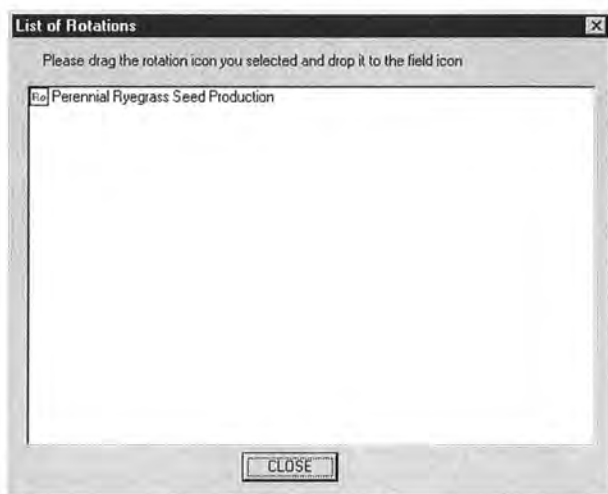 List of Rotations
Please drag the rotation icon you selected and drop it to the field icon
Ro Perennial Ryegrass Seed Production
CLOSE